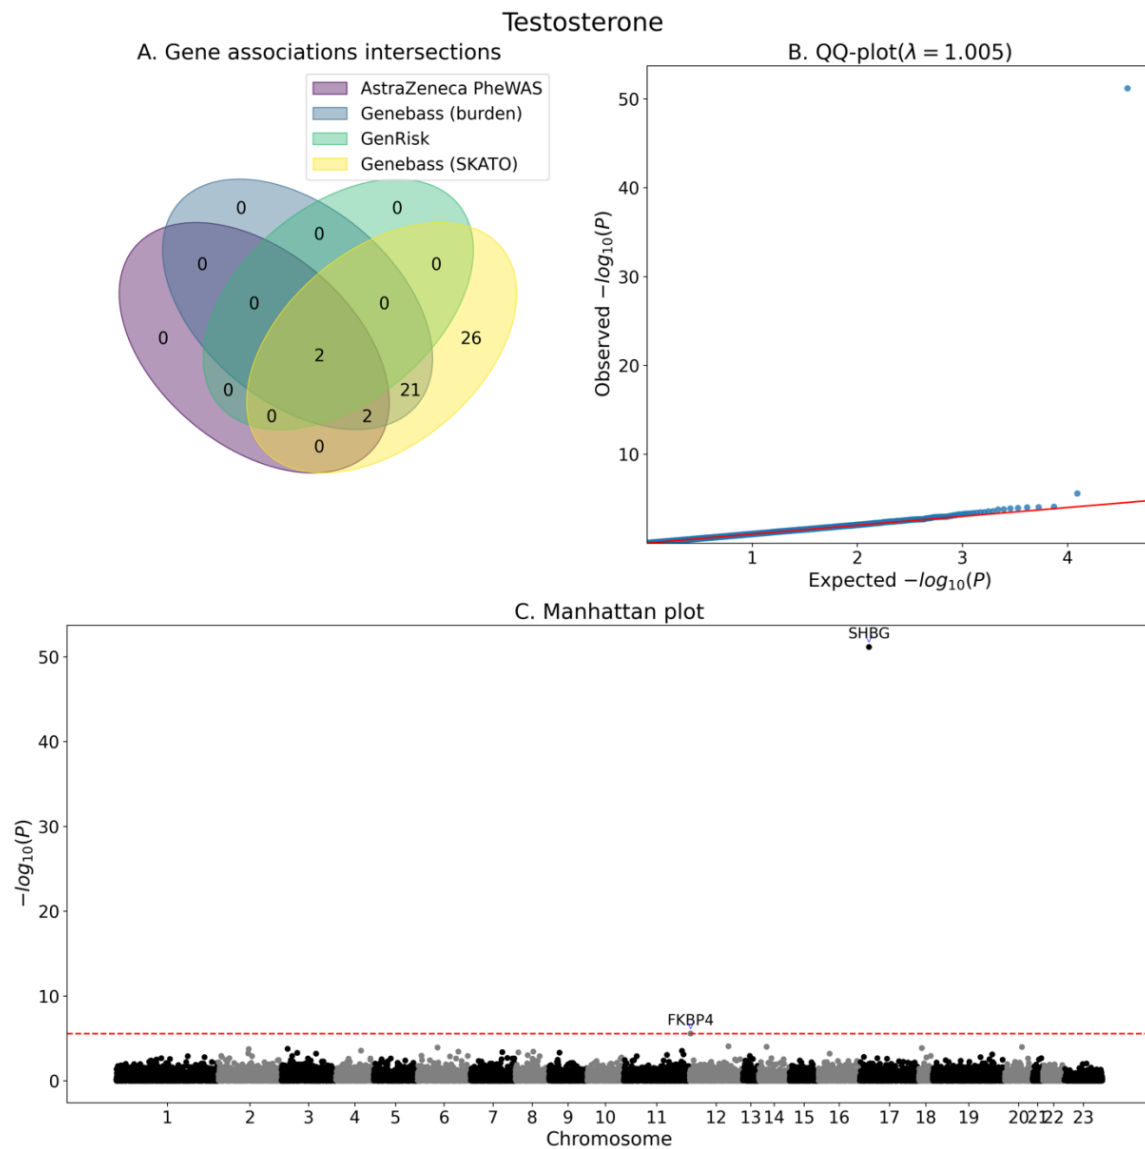 Testosterone
A. Gene associations intersections
AstraZeneca PheWAS
Genebass (burden)
GenRisk
Genebass (SKATO)
0
0
0
0
0
0
0
0
26
2
0
21
0
2
0
B. QQ-plot(λ = 1.005)
Observed −log10(P)
50
40
30
20
10
1 2 3 4
Expected −log10(P)
C. Manhattan plot
SHBG
FKBP4
−log10(P)
50
40
30
20
10
0
1 2 3 4 5 6 7 8 9 10 11 12 13 14 15 16 17 18 19 20 21 22 23
Chromosome